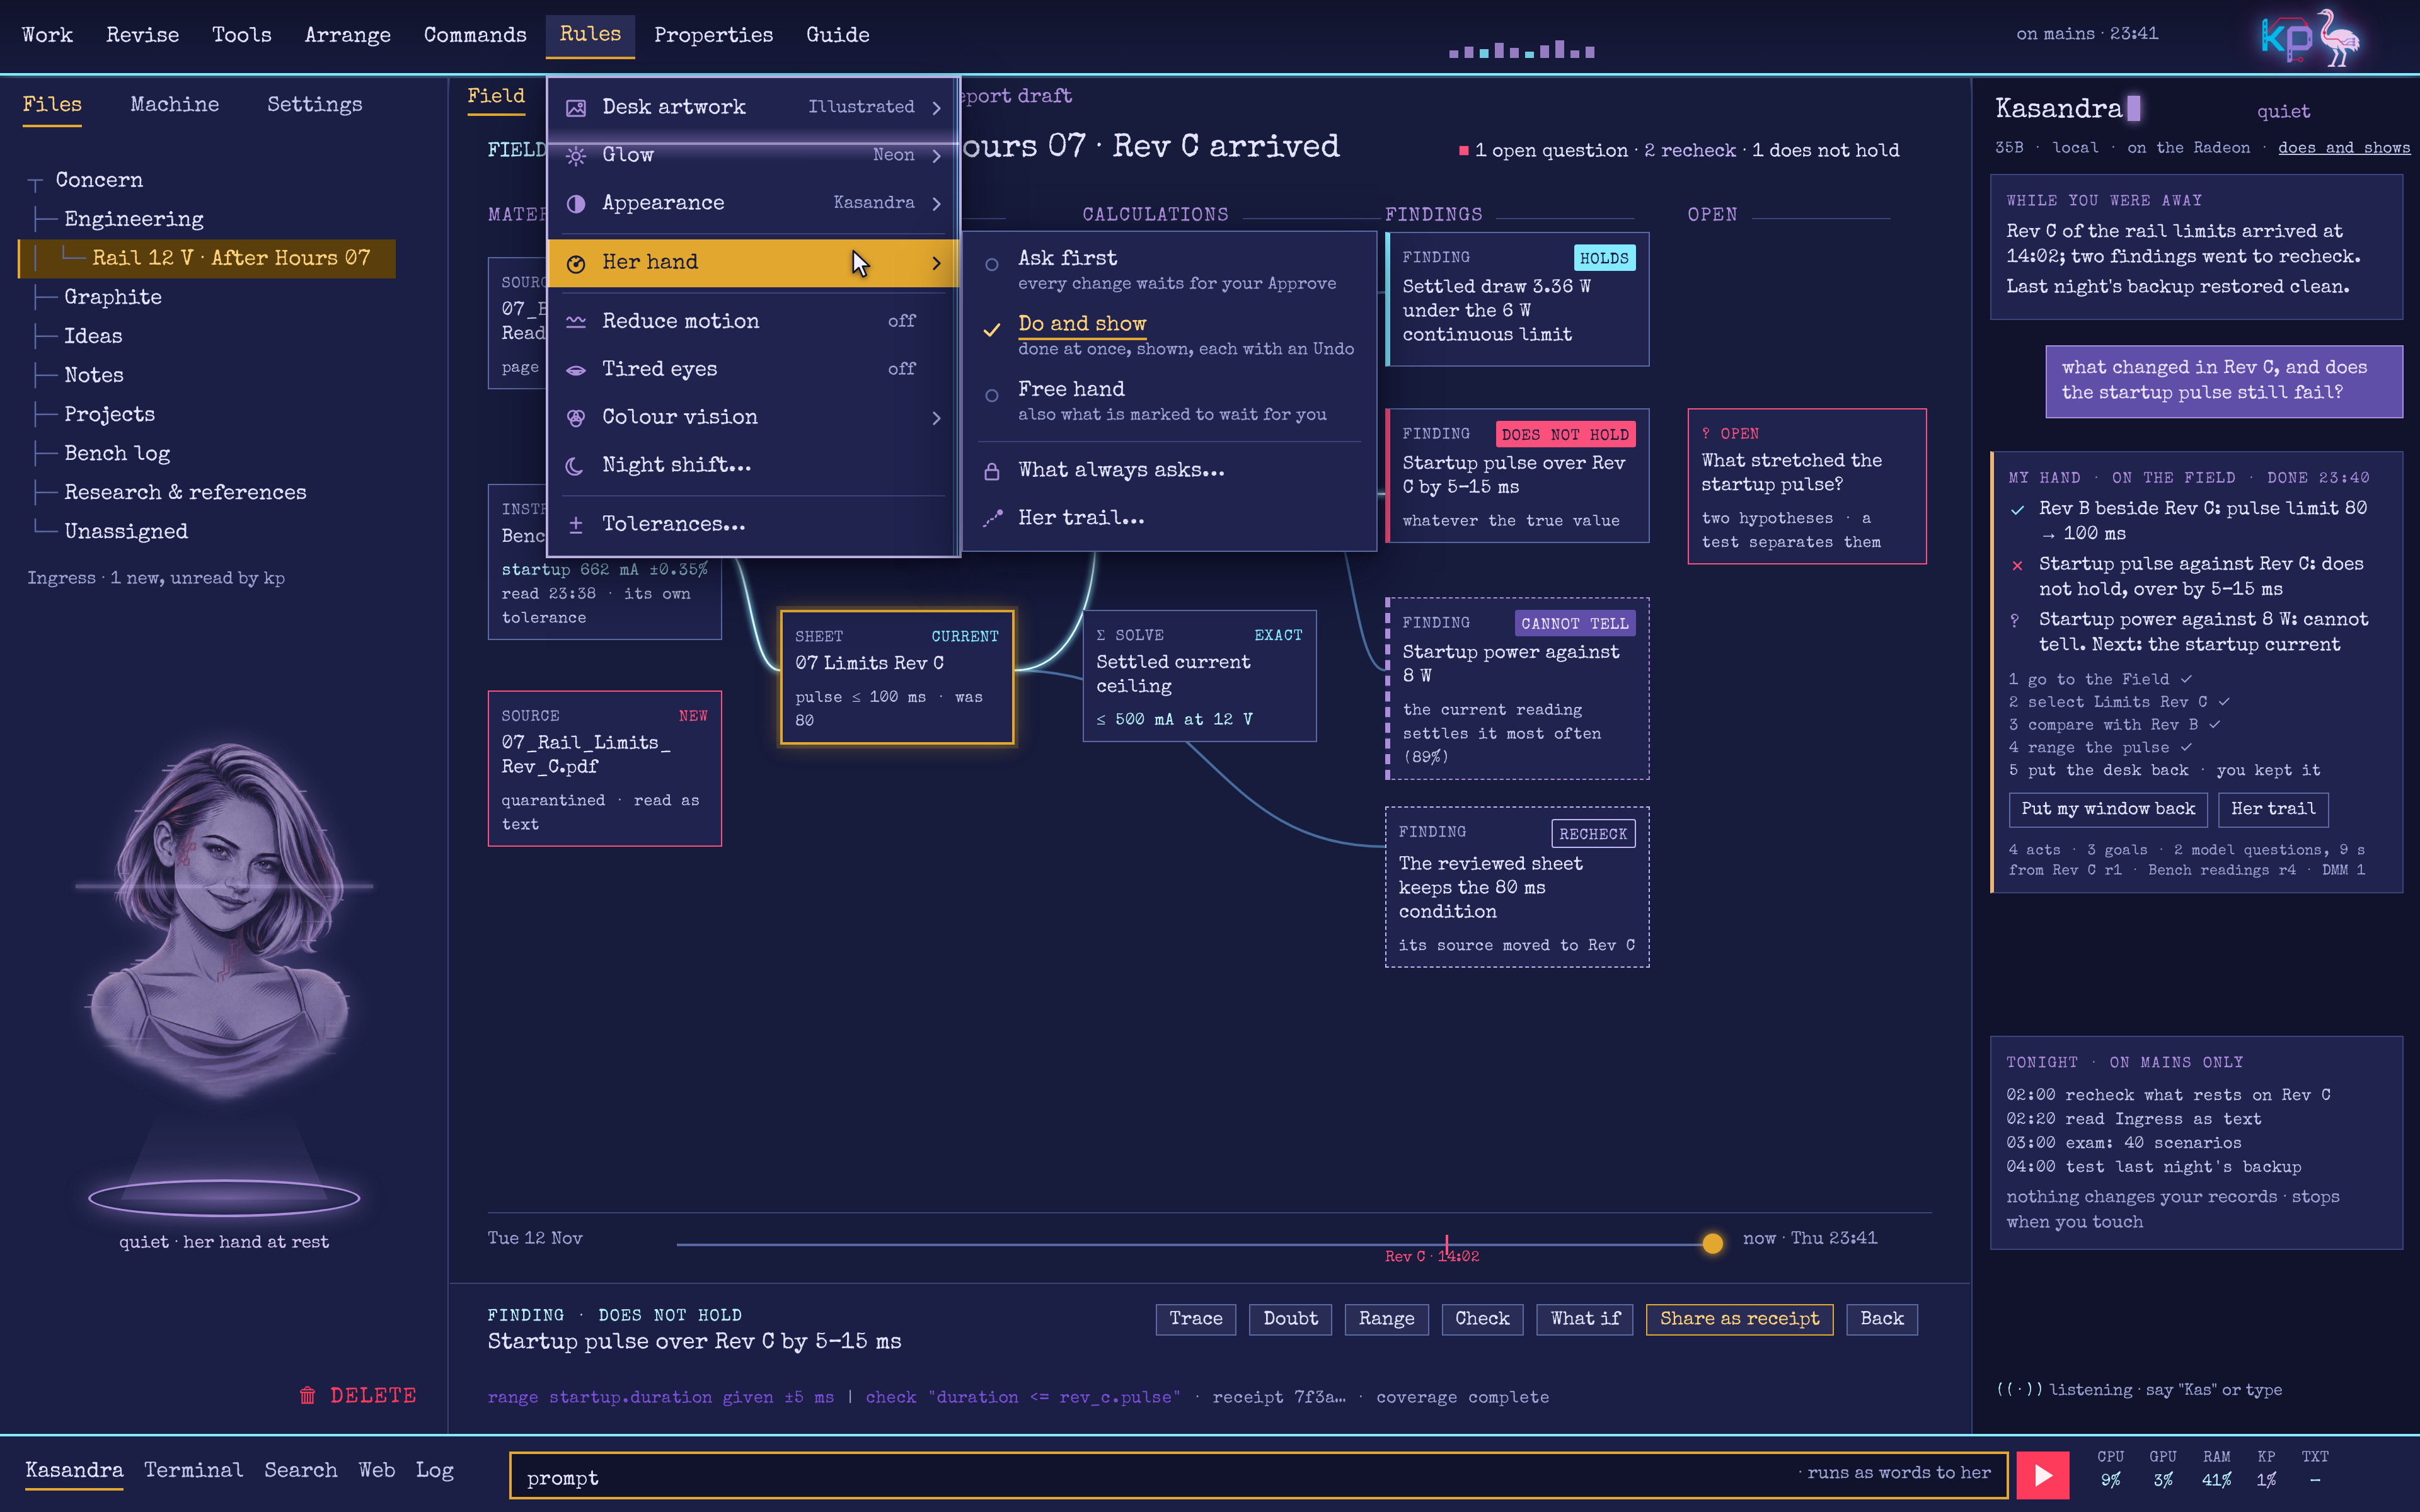 Work Revise Tools Arrange Commands Rules Properties Guide
on mains · 23:41
kp
Files Machine Settings
Concern
Engineering
Rail 12 V · After Hours 07
Graphite
Ideas
Notes
Projects
Bench log
Research & references
Unassigned
Ingress · 1 new, unread by kp
quiet · her hand at rest
DELETE
Field
eport draft
FIELD
ours 07 · Rev C arrived
1 open question · 2 recheck · 1 does not hold
MATER
CALCULATIONS
FINDINGS
OPEN
Desk artwork Illustrated
Glow Neon
Appearance Kasandra
Her hand
Reduce motion off
Tired eyes off
Colour vision
Night shift...
± Tolerances...
Ask first
every change waits for your Approve
Do and show
done at once, shown, each with an Undo
Free hand
also what is marked to wait for you
What always asks...
Her trail...
SOURC
07_R
Read
page
INSTR
Benc
startup 662 mA ±0.35%
read 23:38 · its own
tolerance
SOURCE NEW
07_Rail_Limits_
Rev_C.pdf
quarantined · read as
text
SHEET CURRENT
07 Limits Rev C
pulse ≤ 100 ms · was
80
Σ SOLVE EXACT
Settled current
ceiling
≤ 500 mA at 12 V
FINDING HOLDS
Settled draw 3.36 W
under the 6 W
continuous limit
FINDING DOES NOT HOLD
Startup pulse over Rev
C by 5–15 ms
whatever the true value
FINDING CANNOT TELL
Startup power against
8 W
the current reading
settles it most often
(89%)
FINDING RECHECK
The reviewed sheet
keeps the 80 ms
condition
its source moved to Rev C
? OPEN
What stretched the
startup pulse?
two hypotheses · a
test separates them
Tue 12 Nov
Rev C · 14:02
now · Thu 23:41
FINDING · DOES NOT HOLD
Startup pulse over Rev C by 5–15 ms
Trace Doubt Range Check What if Share as receipt Back
range startup.duration given ±5 ms | check "duration <= rev_c.pulse" · receipt 7f3a… · coverage complete
Kasandra quiet
35B · local · on the Radeon · does and shows
WHILE YOU WERE AWAY
Rev C of the rail limits arrived at
14:02; two findings went to recheck.
Last night's backup restored clean.
what changed in Rev C, and does
the startup pulse still fail?
MY HAND · ON THE FIELD · DONE 23:40
✓ Rev B beside Rev C: pulse limit 80
→ 100 ms
× Startup pulse against Rev C: does
not hold, over by 5–15 ms
? Startup power against 8 W: cannot
tell. Next: the startup current
1 go to the Field ✓
2 select Limits Rev C ✓
3 compare with Rev B ✓
4 range the pulse ✓
5 put the desk back · you kept it
Put my window back Her trail
4 acts · 3 goals · 2 model questions, 9 s
from Rev C r1 · Bench readings r4 · DMM 1
TONIGHT · ON MAINS ONLY
02:00 recheck what rests on Rev C
02:20 read Ingress as text
03:00 exam: 40 scenarios
04:00 test last night's backup
nothing changes your records · stops
when you touch
((·)) listening · say "Kas" or type
Kasandra Terminal Search Web Log
prompt
· runs as words to her
CPU GPU RAM KP TXT
9% 3% 41% 1% –